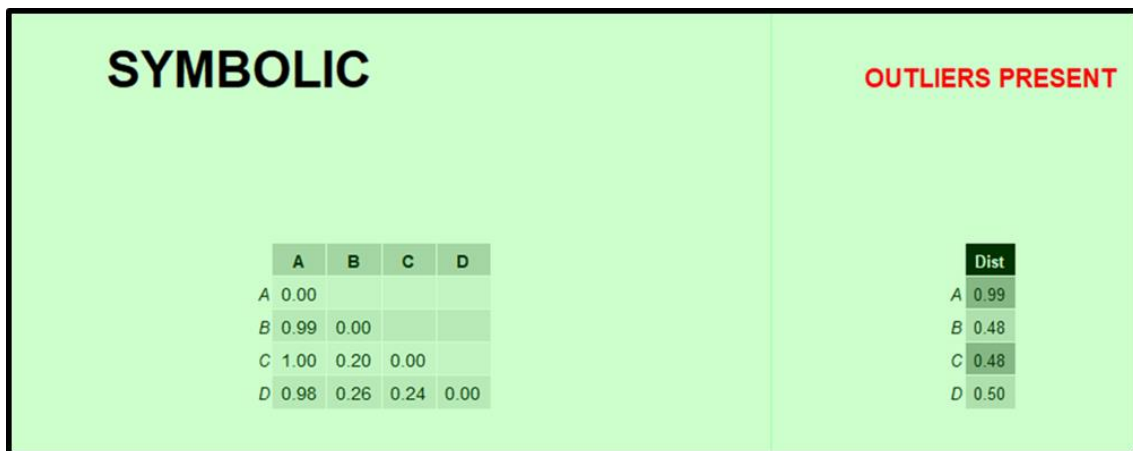 SYMBOLIC
OUTLIERS PRESENT
A B C D
A 0.00
B 0.99 0.00
C 1.00 0.20 0.00
D 0.98 0.26 0.24 0.00
Dist
A 0.99
B 0.48
C 0.48
D 0.50